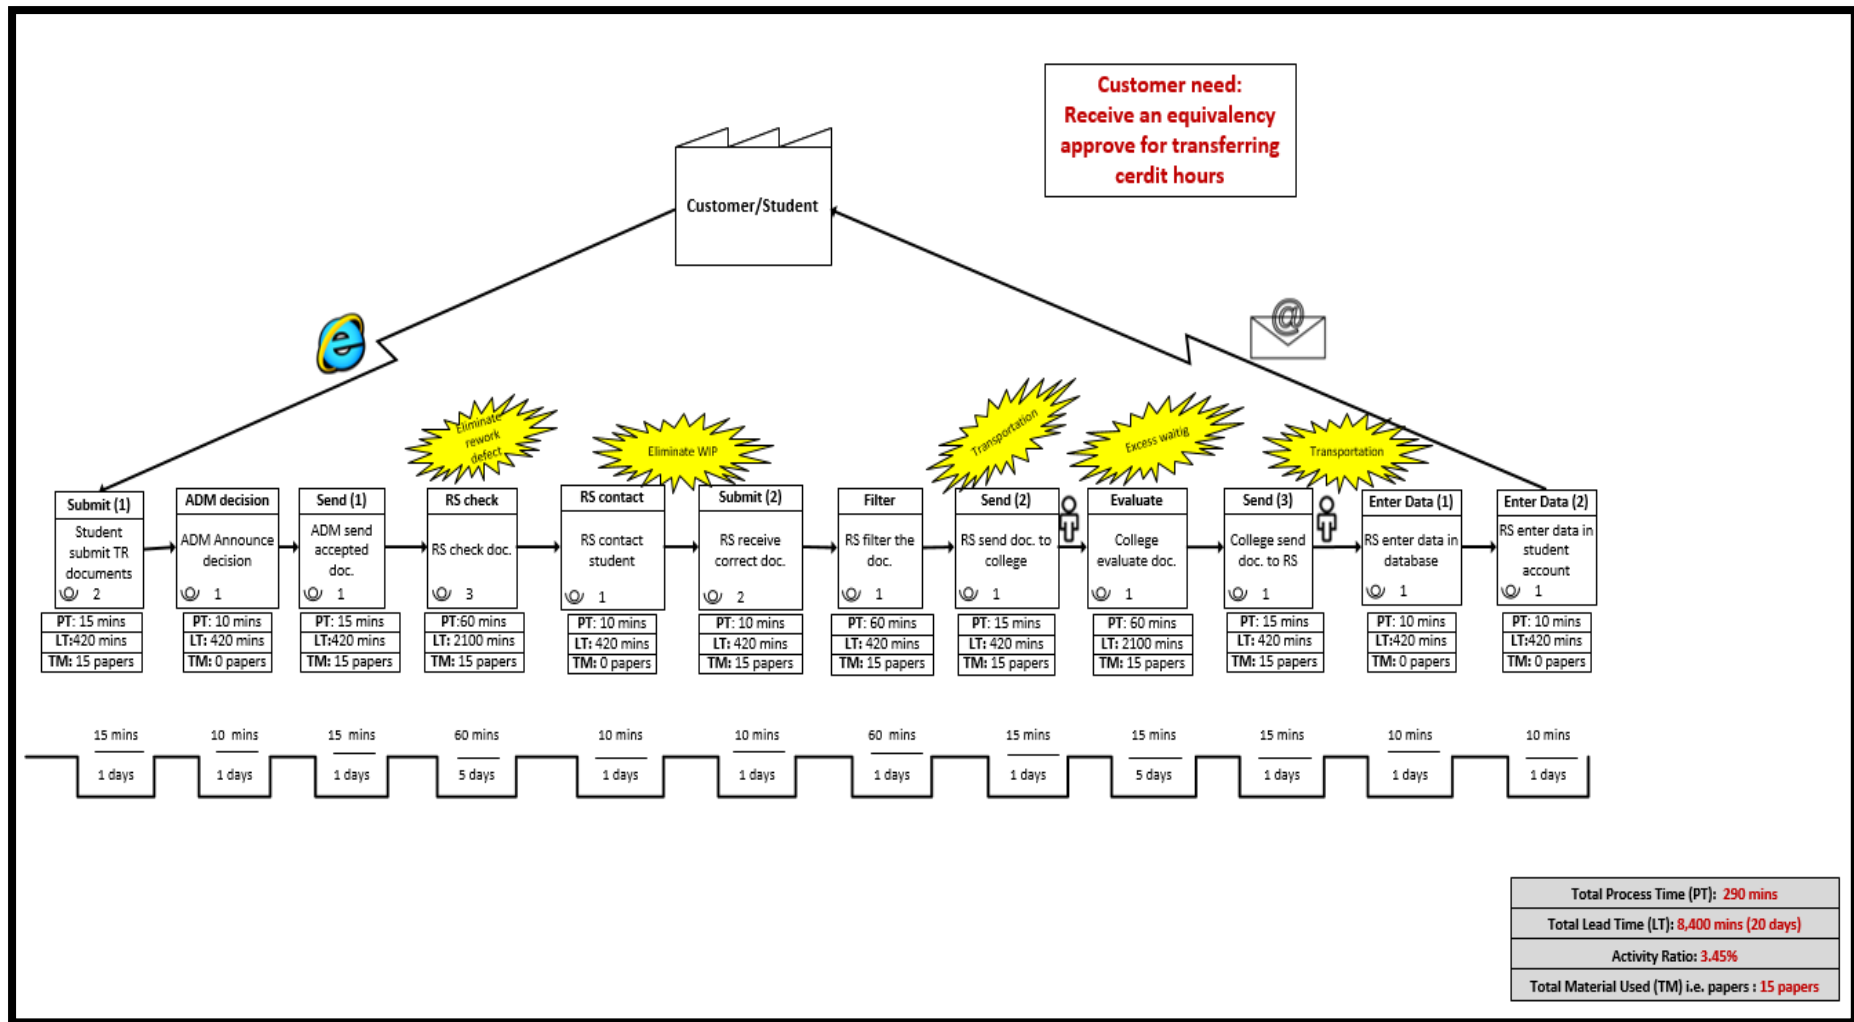 Customer need:
Receive an equivalency
approve for transferring
cerdit hours
Customer/Student
@
Eliminate
rework
defect
Eliminate WIP
Transportation
Excess waitig
Transportation
Submit (1)
Student
submit TR
documents
2
PT: 15 mins
LT:420 mins
TM: 15 papers
ADM decision
ADM Announce
decision
1
PT: 10 mins
LT: 420 mins
TM: 0 papers
Send (1)
ADM send
accepted
doc.
1
PT: 15 mins
LT:420 mins
TM: 15 papers
RS check
RS check doc.
3
PT:60 mins
LT: 2100 mins
TM: 15 papers
RS contact
RS contact
student
1
PT: 10 mins
LT: 420 mins
TM: 0 papers
Submit (2)
RS receive
correct doc.
2
PT: 10 mins
LT: 420 mins
TM: 15 papers
Filter
RS filter the
doc.
1
PT: 60 mins
LT: 420 mins
TM: 15 papers
Send (2)
RS send doc. to
college
1
PT: 15 mins
LT: 420 mins
TM: 15 papers
Evaluate
College
evaluate doc.
1
PT: 60 mins
LT: 2100 mins
TM: 15 papers
Send (3)
College send
doc. to RS
1
PT: 15 mins
LT: 420 mins
TM: 15 papers
Enter Data (1)
RS enter data in
database
1
PT: 10 mins
LT:420 mins
TM: 0 papers
Enter Data (2)
RS enter data in
student
account
1
PT: 10 mins
LT:420 mins
TM: 0 papers
15 mins
1 days
10 mins
1 days
15 mins
1 days
60 mins
5 days
10 mins
1 days
10 mins
1 days
60 mins
1 days
15 mins
1 days
15 mins
5 days
15 mins
1 days
10 mins
1 days
10 mins
1 days
Total Process Time (PT): 290 mins
Total Lead Time (LT): 8,400 mins (20 days)
Activity Ratio: 3.45%
Total Material Used (TM) i.e. papers : 15 papers